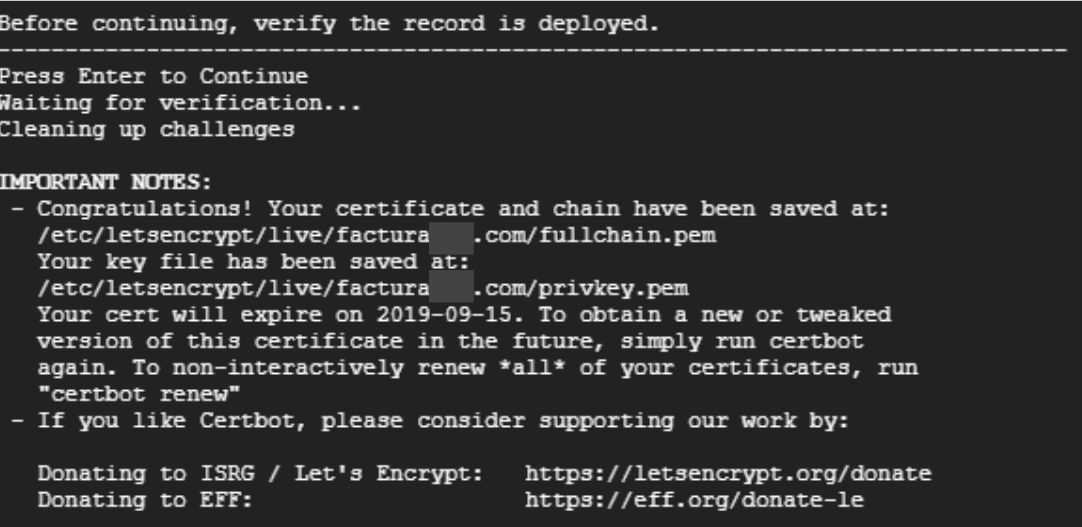 Before continuing, verify the record is deployed.
-------------------------------------------------------------------------------
Press Enter to Continue
Waiting for verification...
Cleaning up challenges
IMPORTANT NOTES:
- Congratulations! Your certificate and chain have been saved at:
/etc/letsencrypt/live/factura .com/fullchain.pem
Your key file has been saved at:
/etc/letsencrypt/live/factura .com/privkey.pem
Your cert will expire on 2019-09-15. To obtain a new or tweaked
version of this certificate in the future, simply run certbot
again. To non-interactively renew *all* of your certificates, run
"certbot renew"
- If you like Certbot, please consider supporting our work by:
Donating to ISRG / Let's Encrypt: https://letsencrypt.org/donate
Donating to EFF: https://eff.org/donate-le